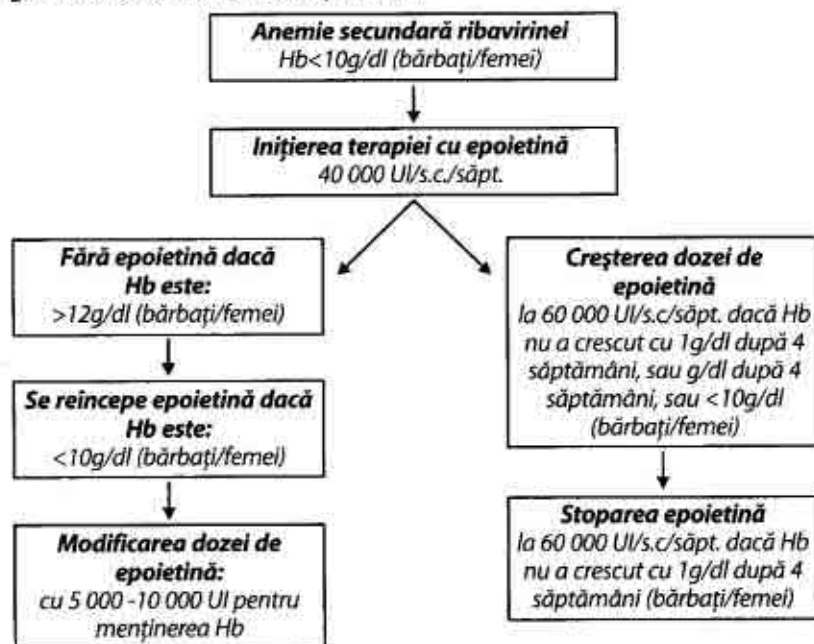 Anemie secundară ribavirinei
Hb<10g/dl (bărbați/femei)
Inițierea terapiei cu epoietină
40 000 UI/s.c./săpt.
Fără epoietină dacă
Hb este:
>12g/dl (bărbați/femei)
Se reîncepe epoietină dacă
Hb este:
<10g/dl (bărbați/femei)
Modificarea dozei de
epoietină:
cu 5 000 -10 000 UI pentru
menținerea Hb
Creșterea dozei de
epoietină
la 60 000 UI/s.c/săpt. dacă Hb
nu a crescut cu 1g/dl după 4
săptămâni, sau g/dl după 4
săptămâni, sau <10g/dl
(bărbați/femei)
Stoparea epoietină
la 60 000 UI/s.c/săpt. dacă Hb
nu a crescut cu 1g/dl după 4
săptămâni (bărbați/femei)